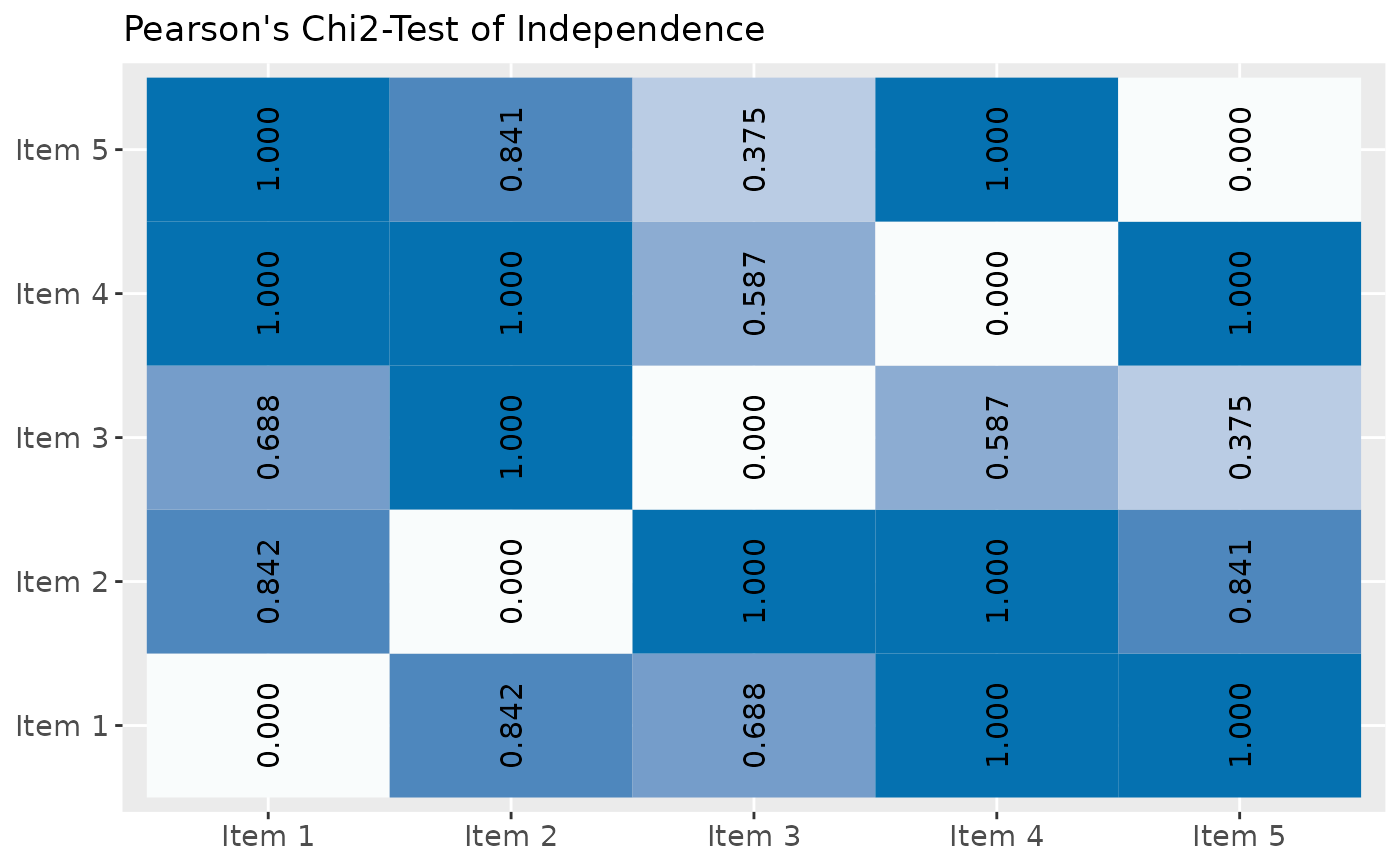 Pearson's Chi2-Test of Independence
Item 5 1.000 0.841 0.375 1.000 0.000
Item 4 1.000 1.000 0.587 0.000 1.000
Item 3 0.688 1.000 0.000 0.587 0.375
Item 2 0.842 0.000 1.000 1.000 0.841
Item 1 0.000 0.842 0.688 1.000 1.000
Item 1 Item 2 Item 3 Item 4 Item 5